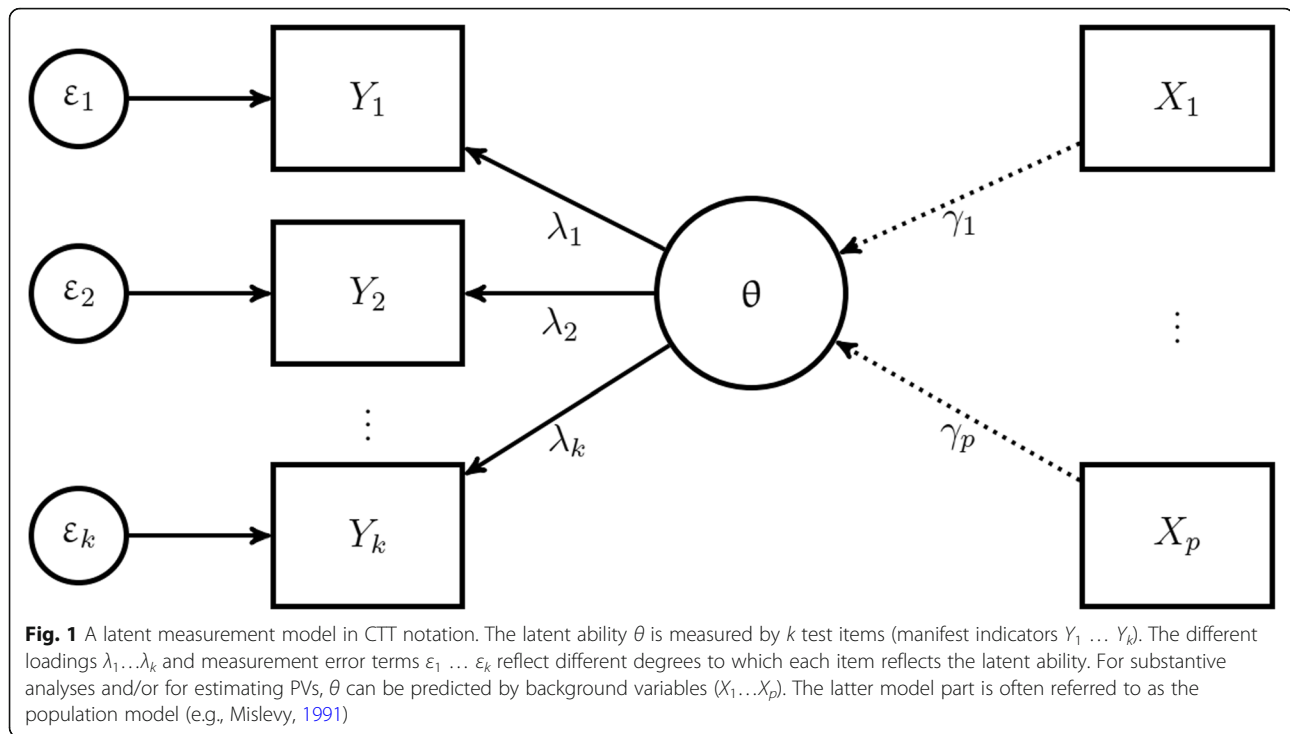 ε₁
Y₁
X₁
λ₁
γ₁
ε₂
Y₂
λ₂
θ
⋮
⋮
λₖ
γₚ
εₖ
Yₖ
Xₚ
Fig. 1 A latent measurement model in CTT notation. The latent ability θ is measured by k test items (manifest indicators Y₁ … Yₖ). The different
loadings λ₁…λₖ and measurement error terms ε₁ … εₖ reflect different degrees to which each item reflects the latent ability. For substantive
analyses and/or for estimating PVs, θ can be predicted by background variables (X₁…Xₚ). The latter model part is often referred to as the
population model (e.g., Mislevy, 1991)